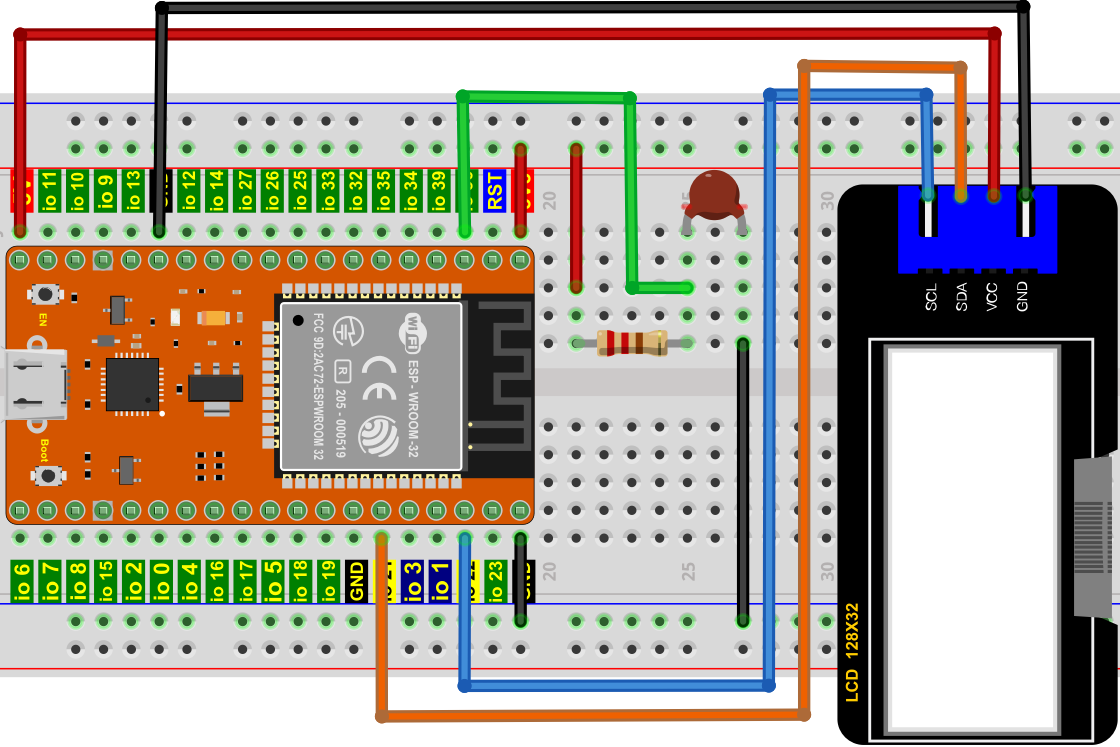 io 11
io 10
io 9
io 13
io 12
io 14
io 27
io 26
io 25
io 33
io 32
io 35
io 34
io 39
RST
20
30
EN
FCC 9D:2AC72-ESPWROOM 32
R
205 - 000519
WiFi
CE
ESP - WROOM-32
Boot
SCL
SDA
VCC
GND
io 6
io 7
io 8
io 15
io 2
io 0
io 4
io 16
io 17
io 5
io 18
io 19
GND
io 3
io 1
io 23
20
25
30
LCD 128X32